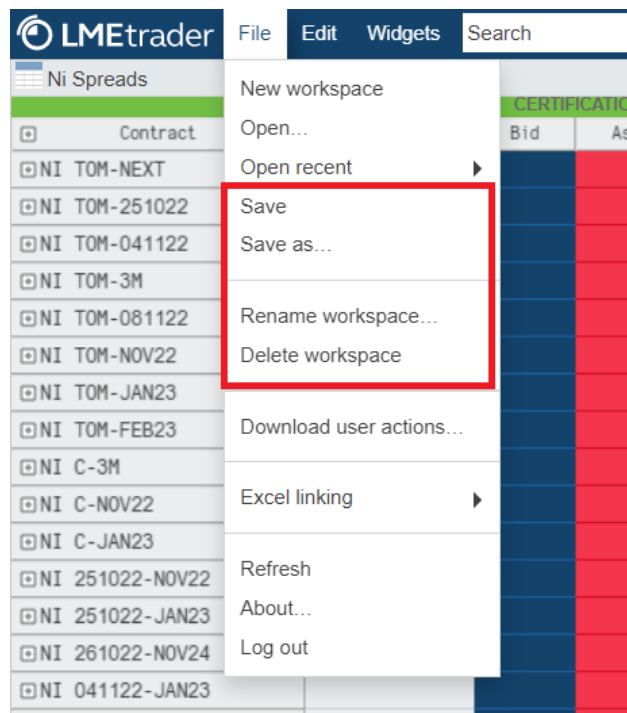 LMEtrader File Edit Widgets Search
Ni Spreads
New workspace
Open...
Open recent
Save
Save as...
Rename workspace...
Delete workspace
Download user actions...
Excel linking
Refresh
About...
Log out
Contract Bid
NI TOM-NEXT
NI TOM-251022
NI TOM-041122
NI TOM-3M
NI TOM-081122
NI TOM-NOV22
NI TOM-JAN23
NI TOM-FEB23
NI C-3M
NI C-NOV22
NI C-JAN23
NI 251022-NOV22
NI 251022-JAN23
NI 261022-NOV24
NI 041122-JAN23